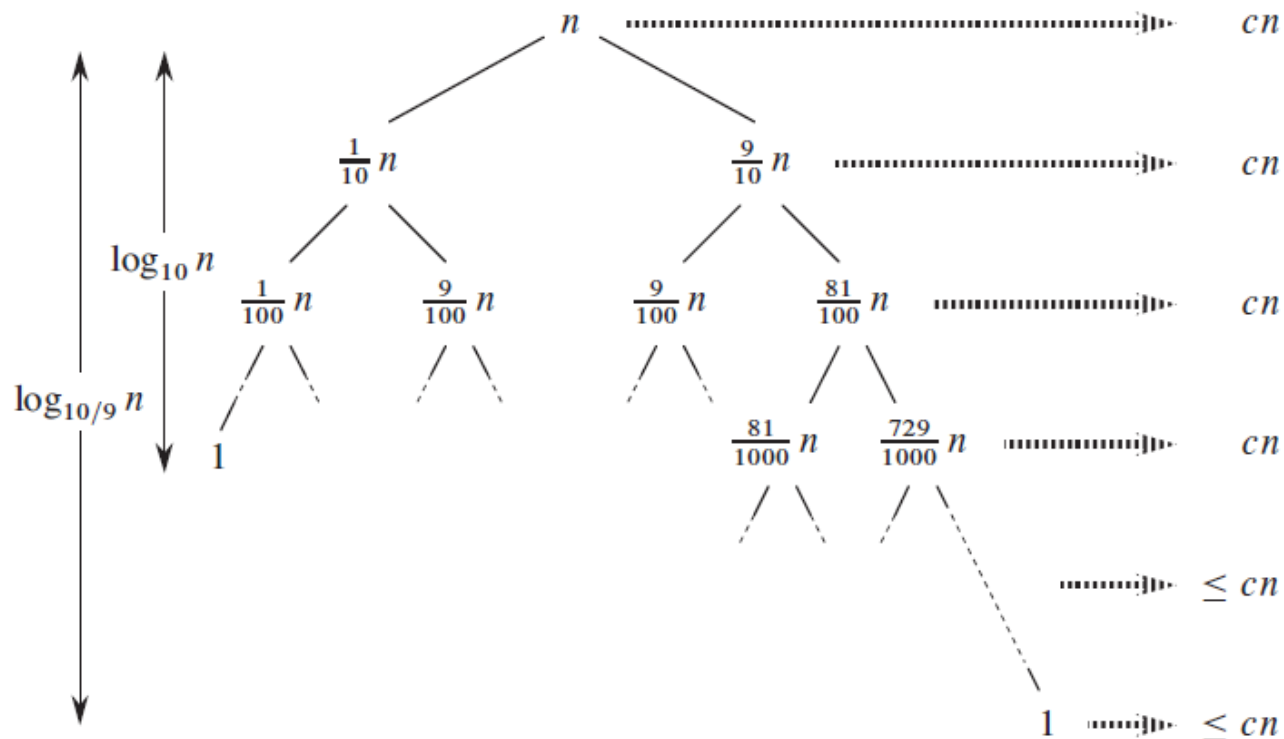 n cn
1/10 n 9/10 n cn
log₁₀ n
1/100 n 9/100 n 9/100 n 81/100 n cn
log₁₀/₉ n
1 81/1000 n 729/1000 n cn
≤ cn
1 ≤ cn